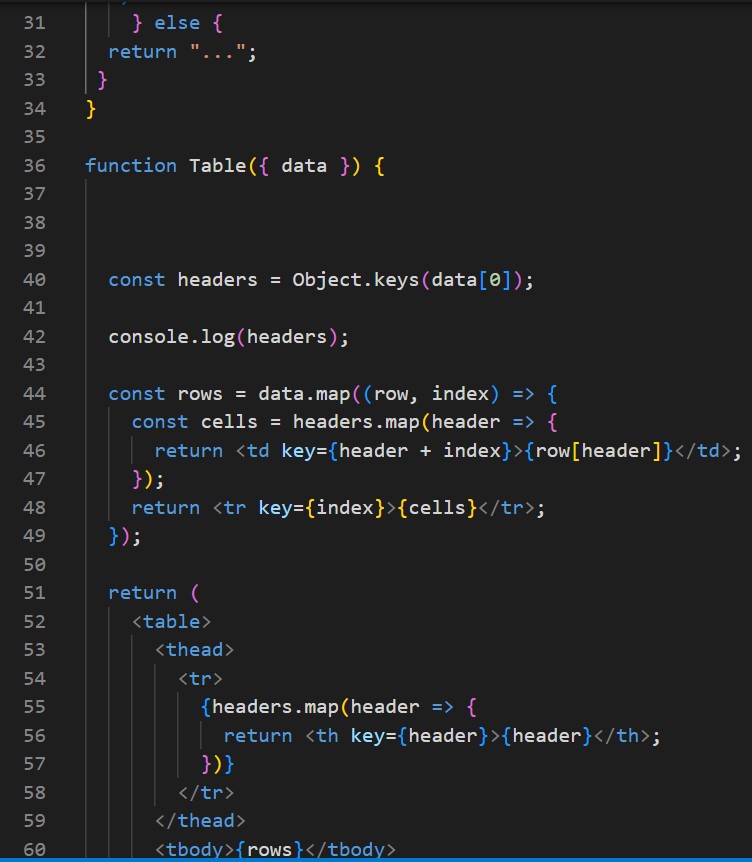 31 } else {
32 return "...";
33 }
34 }
35
36 function Table({ data }) {
37
38
39
40 const headers = Object.keys(data[0]);
41
42 console.log(headers);
43
44 const rows = data.map((row, index) => {
45 const cells = headers.map(header => {
46 return <td key={header + index}>{row[header]}</td>;
47 });
48 return <tr key={index}>{cells}</tr>;
49 });
50
51 return (
52 <table>
53 <thead>
54 <tr>
55 {headers.map(header => {
56 return <th key={header}>{header}</th>;
57 })}
58 </tr>
59 </thead>
60 <tbody>{rows}</tbody>